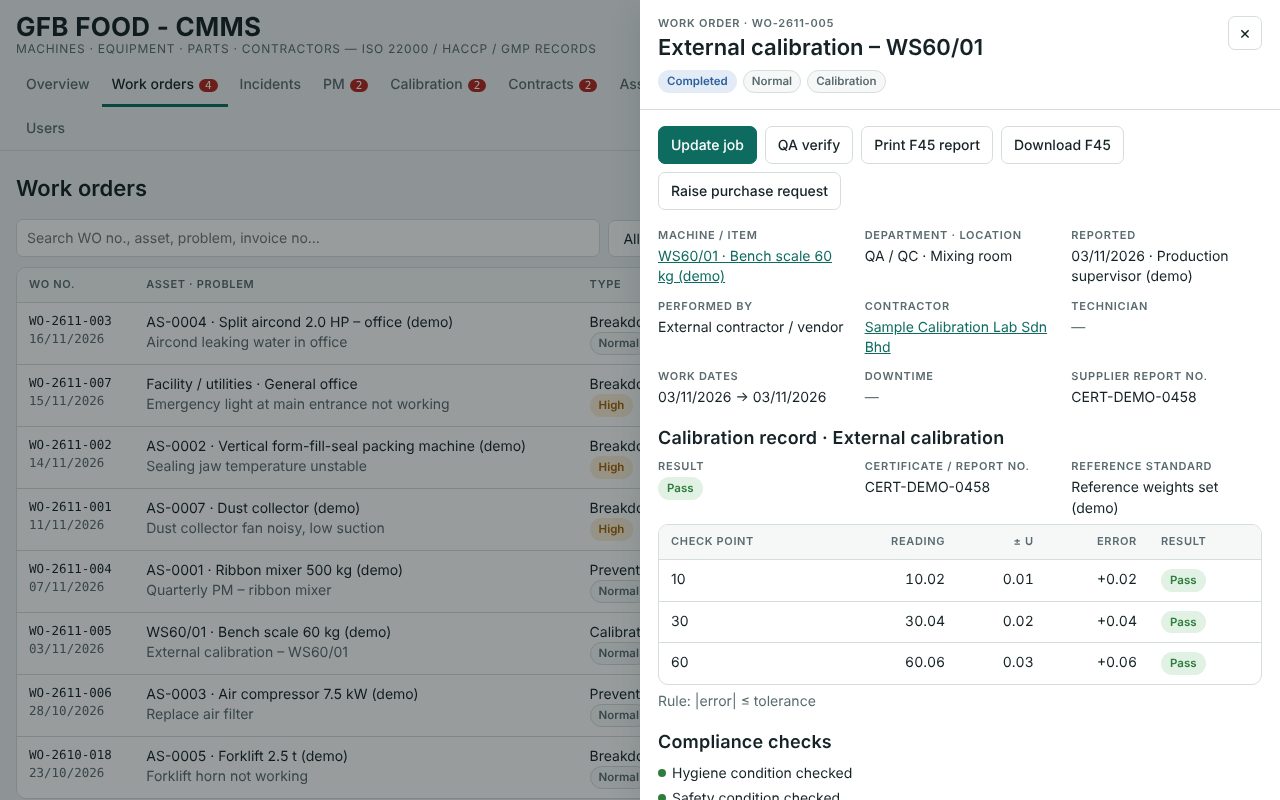 GFB FOOD - CMMS
MACHINES · EQUIPMENT · PARTS · CONTRACTORS — ISO 22000 / HACCP / GMP RECORDS
Overview
Work orders 4
Incidents
PM 2
Calibration 2
Contracts 2
Users
Work orders
Search WO no., asset, problem, invoice no...
All
WO NO. ASSET · PROBLEM TYPE
WO-2611-003 AS-0004 · Split aircond 2.0 HP – office (demo)
16/11/2026 Aircond leaking water in office Normal
WO-2611-007 Facility / utilities · General office
15/11/2026 Emergency light at main entrance not working High
WO-2611-002 AS-0002 · Vertical form-fill-seal packing machine (demo)
14/11/2026 Sealing jaw temperature unstable High
WO-2611-001 AS-0007 · Dust collector (demo)
11/11/2026 Dust collector fan noisy, low suction High
WO-2611-004 AS-0001 · Ribbon mixer 500 kg (demo)
07/11/2026 Quarterly PM – ribbon mixer Normal
WO-2611-005 WS60/01 · Bench scale 60 kg (demo)
03/11/2026 External calibration – WS60/01 Normal
WO-2611-006 AS-0003 · Air compressor 7.5 kW (demo)
28/10/2026 Replace air filter Normal
WO-2610-018 AS-0005 · Forklift 2.5 t (demo)
23/10/2026 Forklift horn not working Normal
WORK ORDER · WO-2611-005
External calibration – WS60/01
×
Completed Normal Calibration
Update job QA verify Print F45 report Download F45
Raise purchase request
MACHINE / ITEM DEPARTMENT · LOCATION REPORTED
WS60/01 · Bench scale 60 QA / QC · Mixing room 03/11/2026 · Production
kg (demo) supervisor (demo)
PERFORMED BY CONTRACTOR TECHNICIAN
External contractor / vendor Sample Calibration Lab Sdn —
Bhd
WORK DATES DOWNTIME SUPPLIER REPORT NO.
03/11/2026 → 03/11/2026 — CERT-DEMO-0458
Calibration record · External calibration
RESULT CERTIFICATE / REPORT NO. REFERENCE STANDARD
Pass CERT-DEMO-0458 Reference weights set
(demo)
CHECK POINT READING ± U ERROR RESULT
10 10.02 0.01 +0.02 Pass
30 30.04 0.02 +0.04 Pass
60 60.06 0.03 +0.06 Pass
Rule: |error| ≤ tolerance
Compliance checks
Hygiene condition checked
Safety condition checked